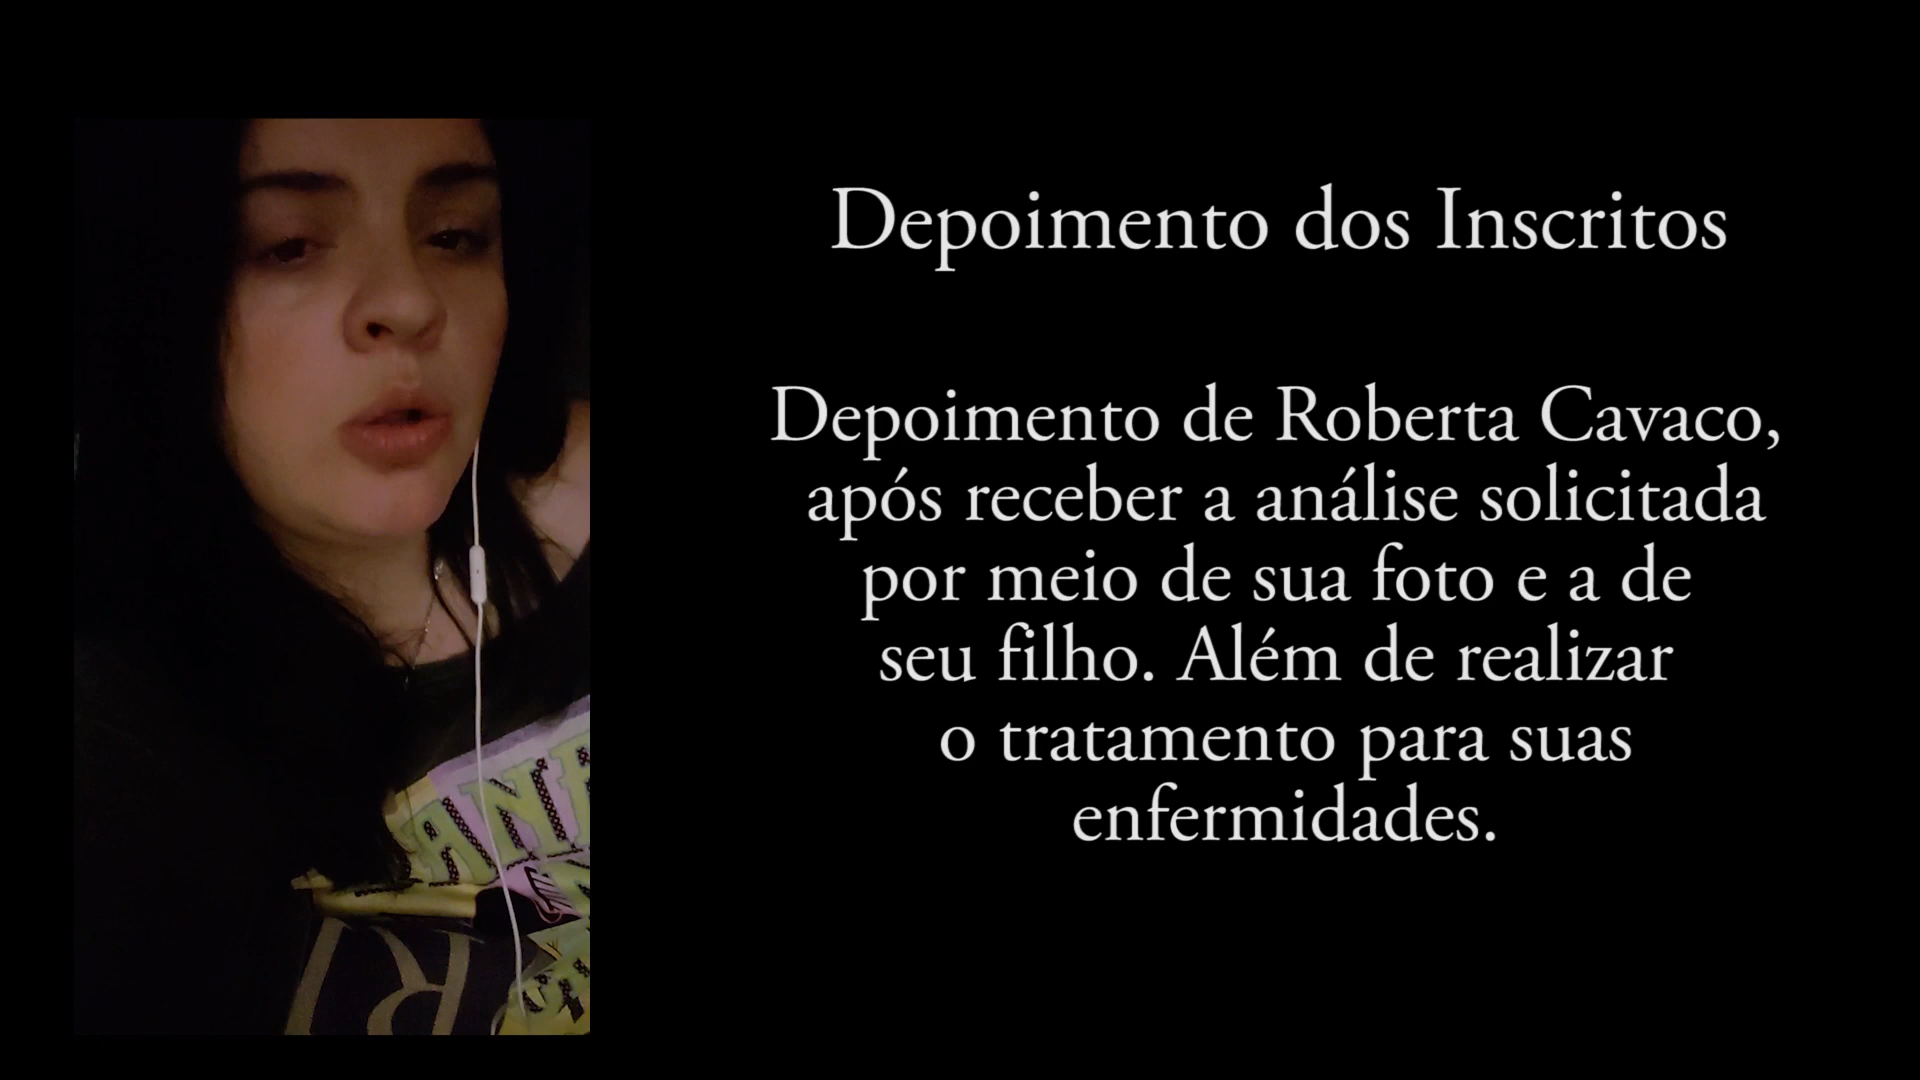 Depoimento dos Inscritos
Depoimento de Roberta Cavaco,
após receber a análise solicitada
por meio de sua foto e a de
seu filho. Além de realizar
o tratamento para suas
enfermidades.